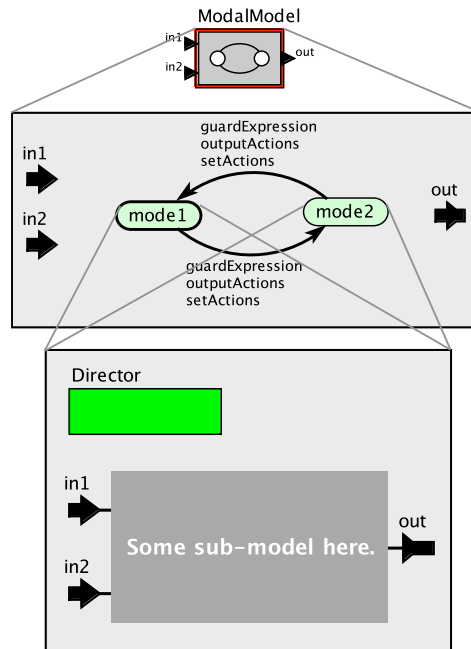 ModalModel
in1
in2
out
guardExpression
outputActions
setActions
in1
in2
mode1
mode2
out
guardExpression
outputActions
setActions
Director
in1
in2
Some sub-model here.
out